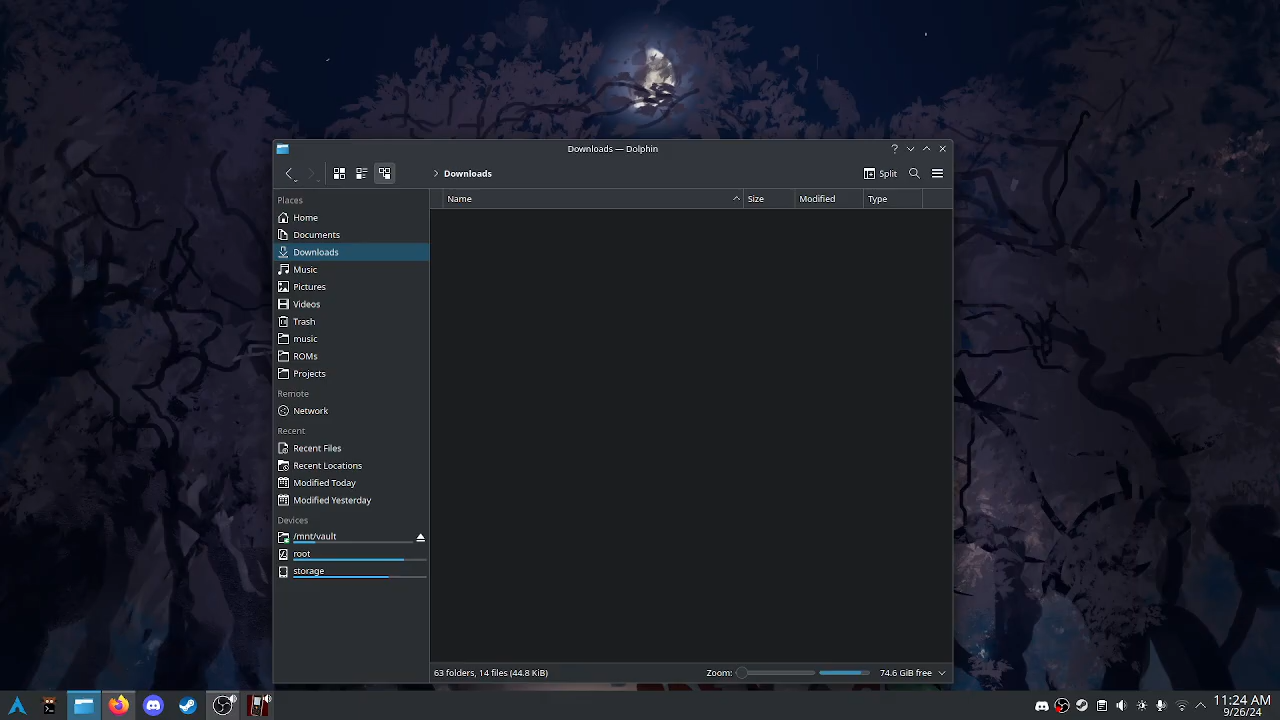 Downloads — Dolphin
Split
Downloads
Places
Home
Documents
Downloads
Music
Pictures
Videos
Trash
music
ROMs
Projects
Remote
Network
Recent
Recent Files
Recent Locations
Modified Today
Modified Yesterday
Devices
/mnt/vault
root
storage
Name Size Modified Type
63 folders, 14 files (44.8 KiB) Zoom: 74.6 GiB free
11:24 AM
9/26/24